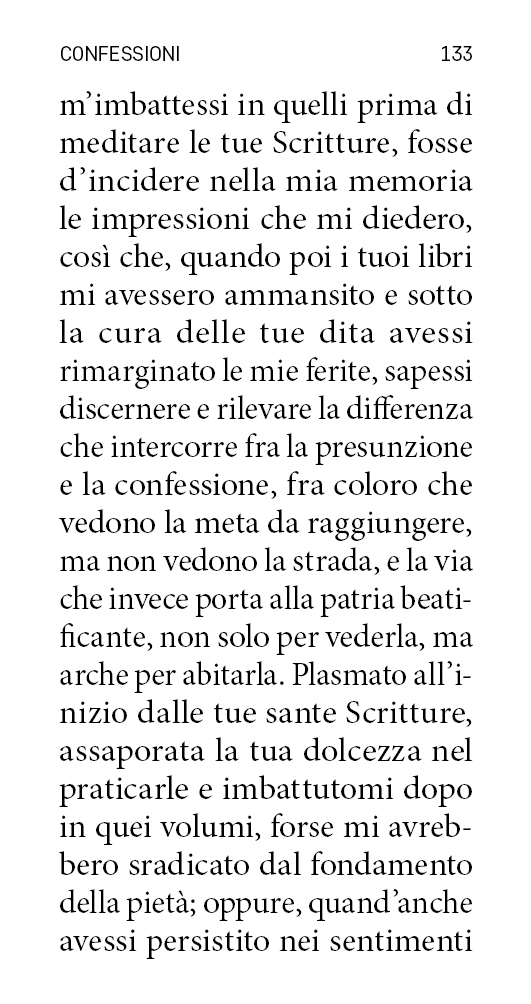 CONFESSIONI 133
m’imbattessi in quelli prima di
meditare le tue Scritture, fosse
d’incidere nella mia memoria
le impressioni che mi diedero,
così che, quando poi i tuoi libri
mi avessero ammansito e sotto
la cura delle tue dita avessi
rimarginato le mie ferite, sapessi
discernere e rilevare la differenza
che intercorre fra la presunzione
e la confessione, fra coloro che
vedono la meta da raggiungere,
ma non vedono la strada, e la via
che invece porta alla patria beati-
ficante, non solo per vederla, ma
arche per abitarla. Plasmato all’i-
nizio dalle tue sante Scritture,
assaporata la tua dolcezza nel
praticarle e imbattutomi dopo
in quei volumi, forse mi avreb-
bero sradicato dal fondamento
della pietà; oppure, quand’anche
avessi persistito nei sentimenti